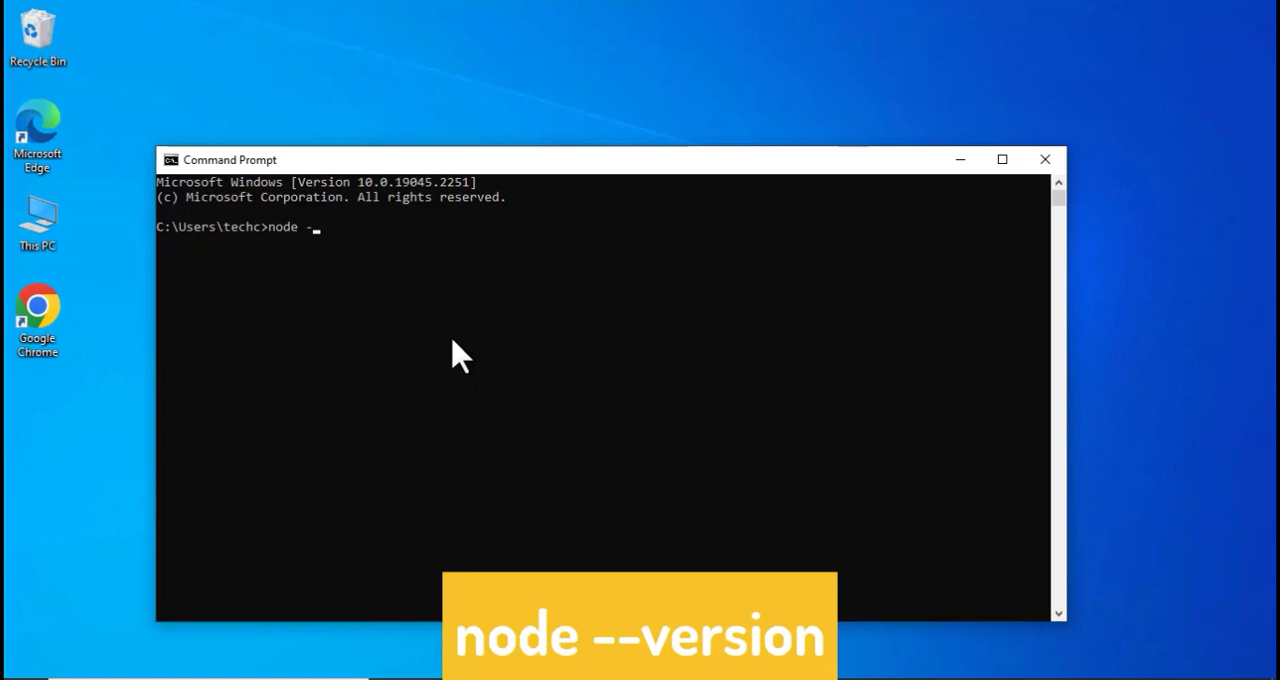 Recycle Bin
Microsoft
Edge
This PC
Google
Chrome
Command Prompt
Microsoft Windows [Version 10.0.19045.2251]
(c) Microsoft Corporation. All rights reserved.
C:\Users\techc>node -_
node --version